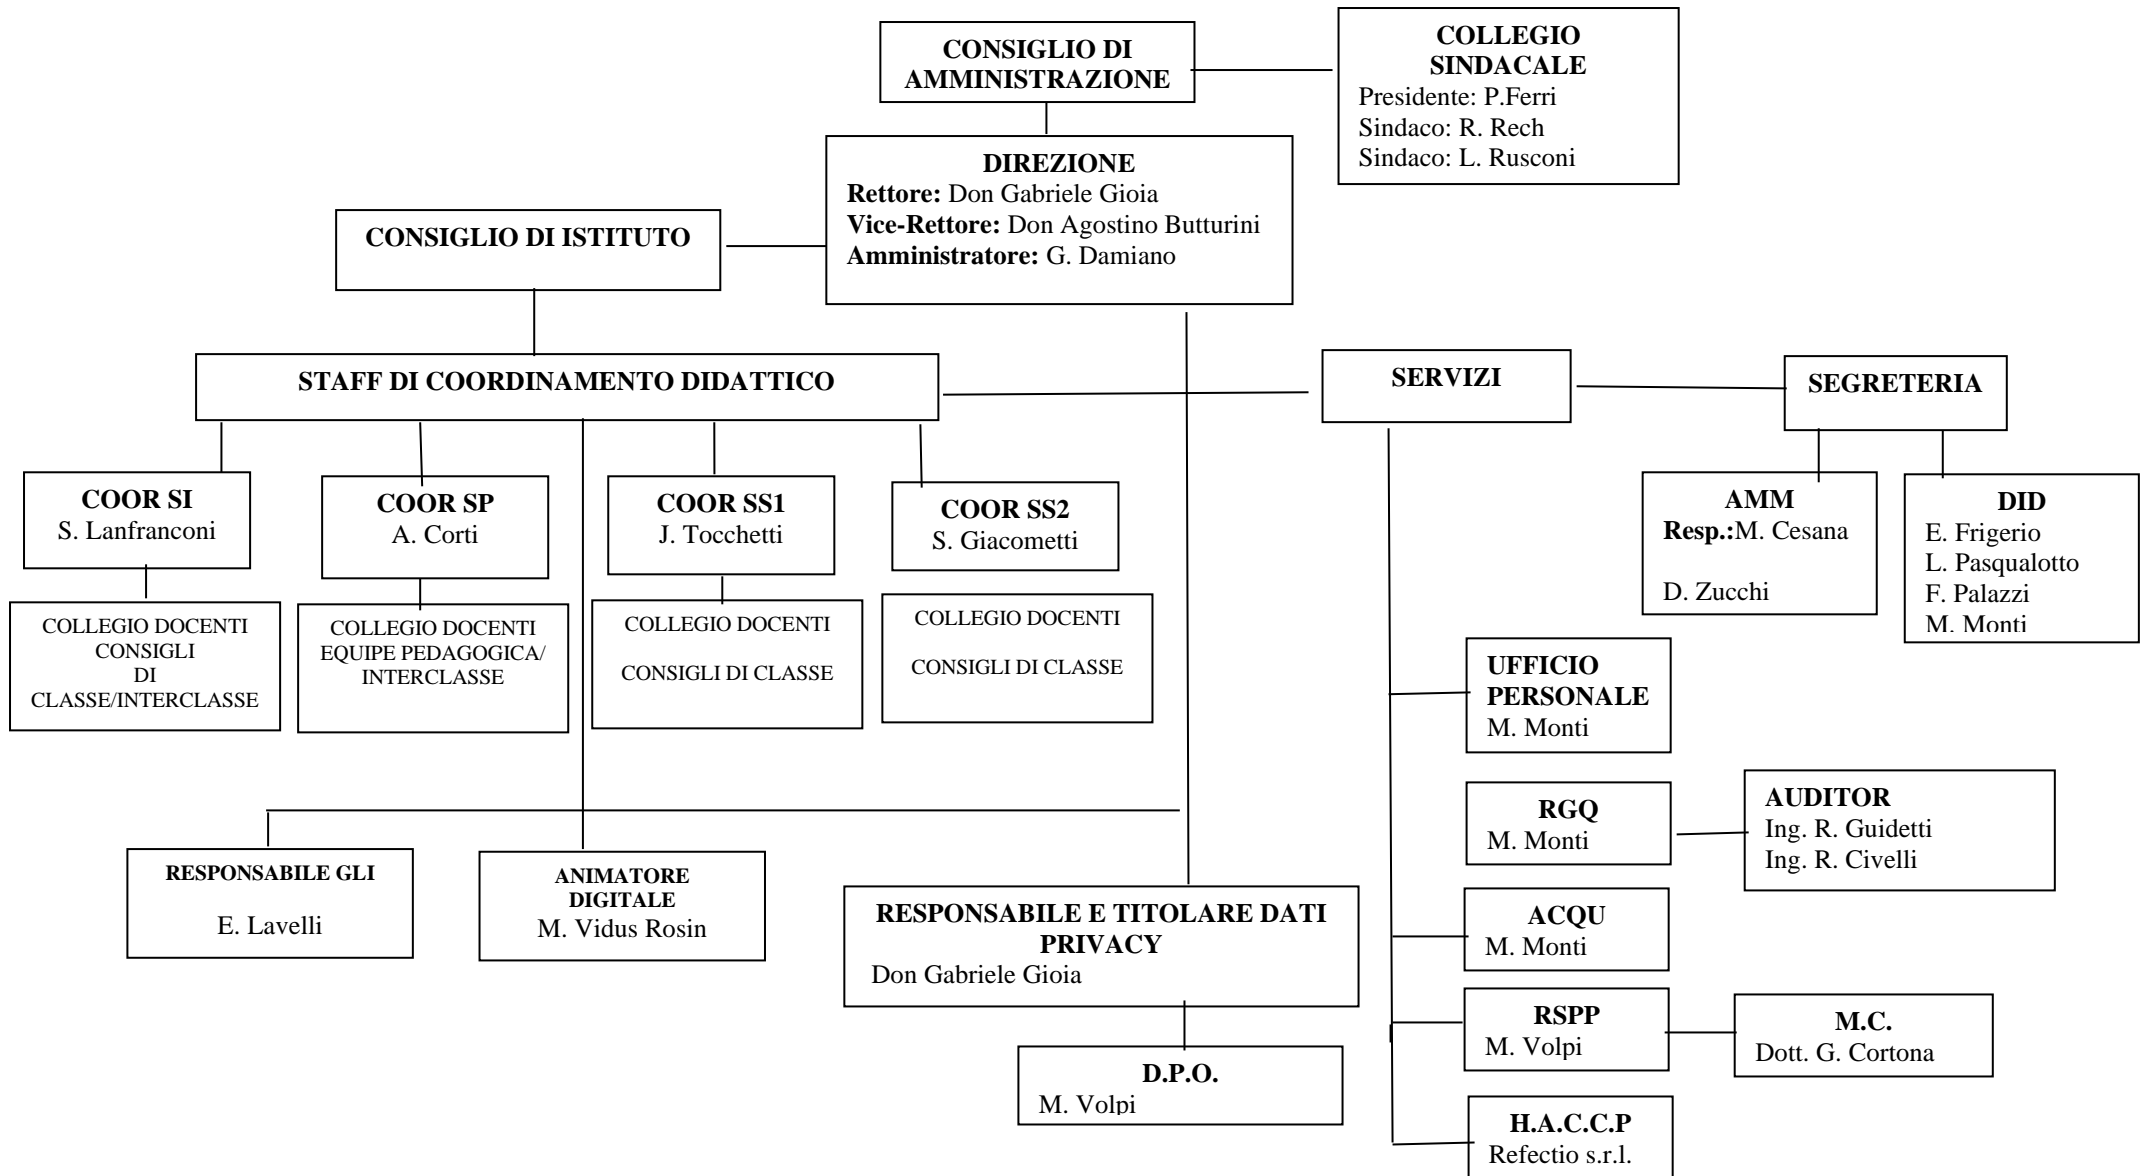 CONSIGLIO DI
AMMINISTRAZIONE
COLLEGIO
SINDACALE
Presidente: P.Ferri
Sindaco: R. Rech
Sindaco: L. Rusconi
DIREZIONE
Rettore: Don Gabriele Gioia
Vice-Rettore: Don Agostino Butturini
Amministratore: G. Damiano
CONSIGLIO DI ISTITUTO
STAFF DI COORDINAMENTO DIDATTICO
SERVIZI
SEGRETERIA
COOR SI
S. Lanfranconi
COOR SP
A. Corti
COOR SS1
J. Tocchetti
COOR SS2
S. Giacometti
AMM
Resp.:M. Cesana
D. Zucchi
DID
E. Frigerio
L. Pasqualotto
F. Palazzi
M. Monti
COLLEGIO DOCENTI
CONSIGLI
DI
CLASSE/INTERCLASSE
COLLEGIO DOCENTI
EQUIPE PEDAGOGICA/
INTERCLASSE
COLLEGIO DOCENTI
CONSIGLI DI CLASSE
COLLEGIO DOCENTI
CONSIGLI DI CLASSE
UFFICIO
PERSONALE
M. Monti
RGQ
M. Monti
AUDITOR
Ing. R. Guidetti
Ing. R. Civelli
RESPONSABILE GLI
E. Lavelli
ANIMATORE
DIGITALE
M. Vidus Rosin
RESPONSABILE E TITOLARE DATI
PRIVACY
Don Gabriele Gioia
ACQU
M. Monti
RSPP
M. Volpi
M.C.
Dott. G. Cortona
D.P.O.
M. Volpi
H.A.C.C.P
Refectio s.r.l.